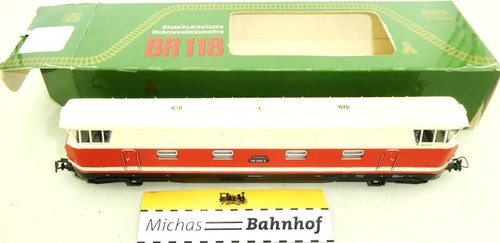 Dieselhydraulische
Mehrzwecklokomotive
BR 118
Michas Bahnhof